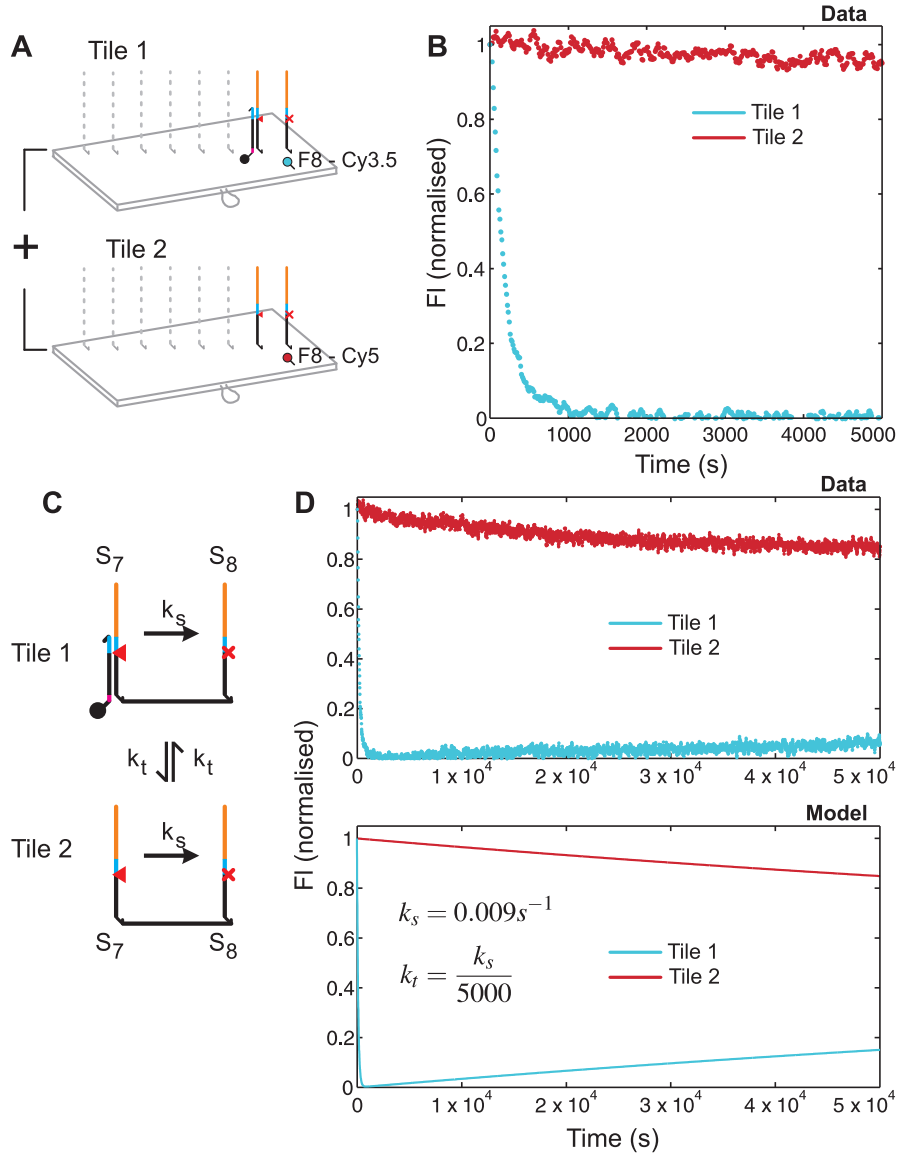 A
Tile 1
F8 - Cy3.5
+
Tile 2
F8 - Cy5
B
Data
FI (normalised)
1
0.8
0.6
0.4
0.2
0
Tile 1
Tile 2
0 1000 2000 3000 4000 5000
Time (s)
C
S7 S8
ks
Tile 1
kt kt
ks
Tile 2
S7 S8
D
Data
1
0.8
0.6
0.4
0.2
0
Tile 1
Tile 2
0 1 x 10^4 2 x 10^4 3 x 10^4 4 x 10^4 5 x 10^4
FI (normalised)
Model
1
0.8
0.6
0.4
0.2
0
ks = 0.009s^-1
kt = ks/5000
Tile 1
Tile 2
0 1 x 10^4 2 x 10^4 3 x 10^4 4 x 10^4 5 x 10^4
Time (s)